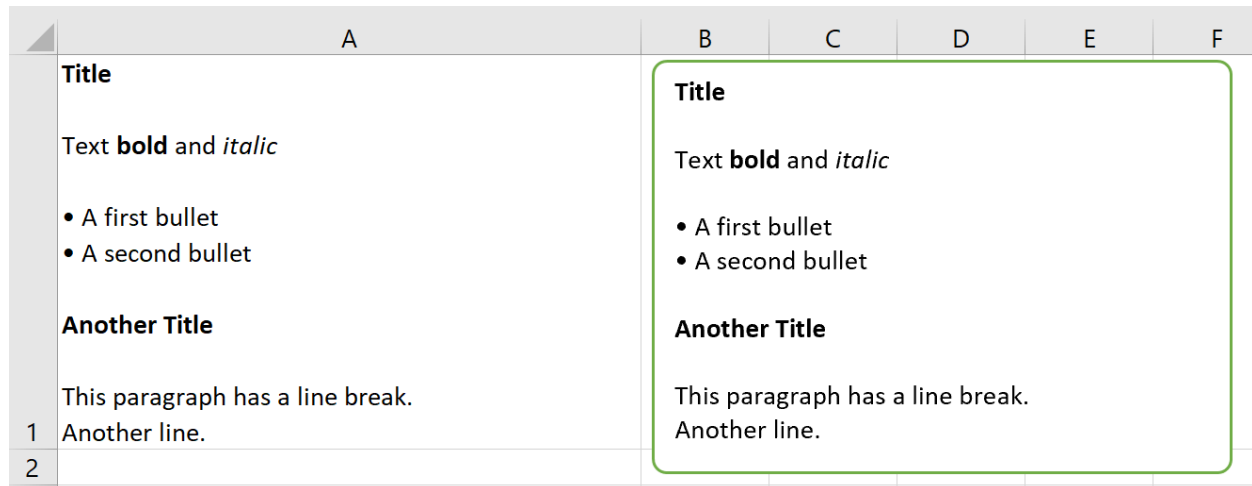 A B C D E F
Title
Text bold and italic
• A first bullet
• A second bullet
Another Title
This paragraph has a line break.
1 Another line.
2
Title
Text bold and italic
• A first bullet
• A second bullet
Another Title
This paragraph has a line break.
Another line.